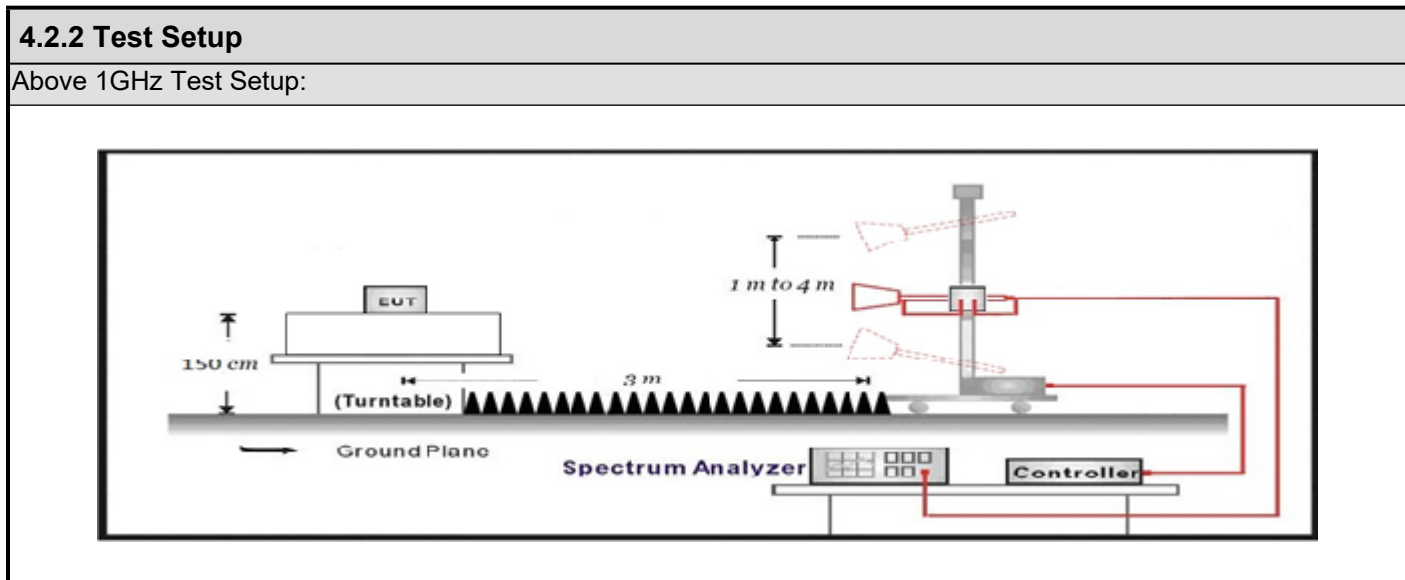 4.2.2 Test Setup
Above 1GHz Test Setup:
1 m to 4 m
EUT
150 cm
3 m
(Turntable)
Ground Plane
Spectrum Analyzer
Controller